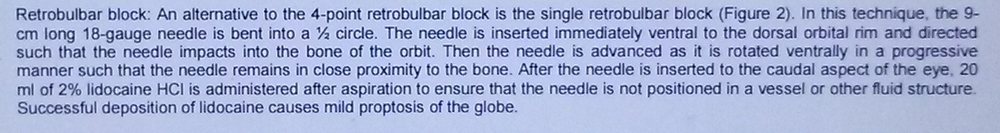 Retrobulbar block: An alternative to the 4-point retrobulbar block is the single retrobulbar block (Figure 2). In this technique, the 9-
cm long 18-gauge needle is bent into a ½ circle. The needle is inserted immediately ventral to the dorsal orbital rim and directed
such that the needle impacts into the bone of the orbit. Then the needle is advanced as it is rotated ventrally in a progressive
manner such that the needle remains in close proximity to the bone. After the needle is inserted to the caudal aspect of the eye, 20
ml of 2% lidocaine HCl is administered after aspiration to ensure that the needle is not positioned in a vessel or other fluid structure.
Successful deposition of lidocaine causes mild proptosis of the globe.